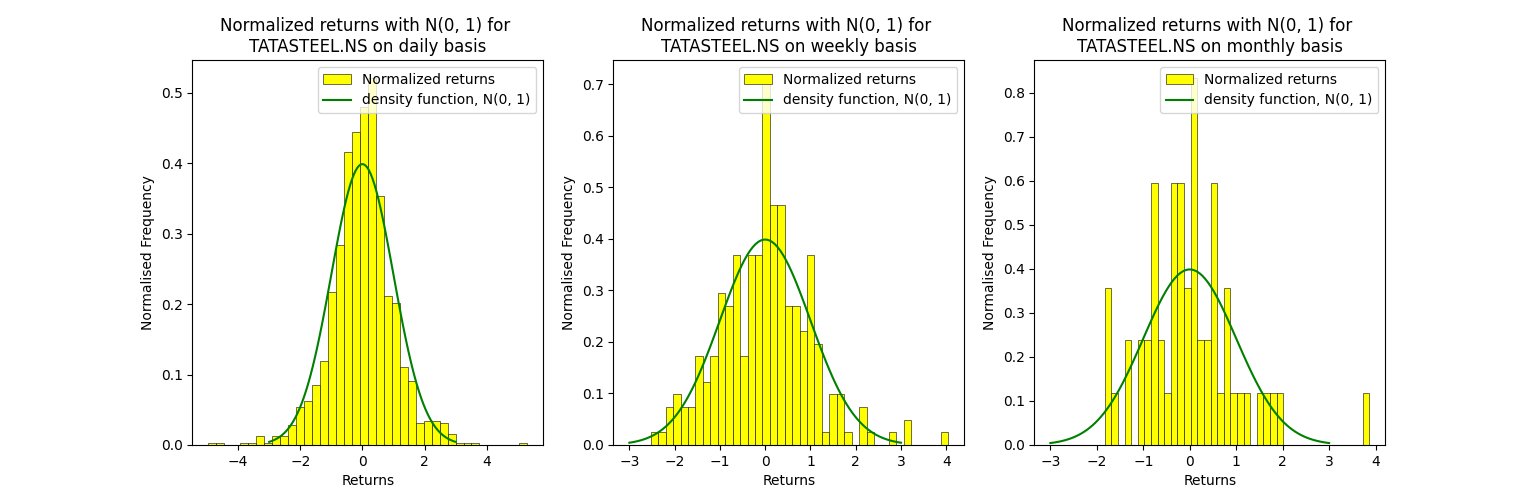 Normalized returns with N(0, 1) for
TATASTEEL.NS on daily basis
Normalized returns
density function, N(0, 1)
0.5
0.4
0.3
0.2
0.1
0.0
Normalised Frequency
−4
−2
0
2
4
Returns
Normalized returns with N(0, 1) for
TATASTEEL.NS on weekly basis
Normalized returns
density function, N(0, 1)
0.7
0.6
0.5
0.4
0.3
0.2
0.1
0.0
Normalised Frequency
−3
−2
−1
0
1
2
3
4
Returns
Normalized returns with N(0, 1) for
TATASTEEL.NS on monthly basis
Normalized returns
density function, N(0, 1)
0.8
0.7
0.6
0.5
0.4
0.3
0.2
0.1
0.0
Normalised Frequency
−3
−2
−1
0
1
2
3
4
Returns